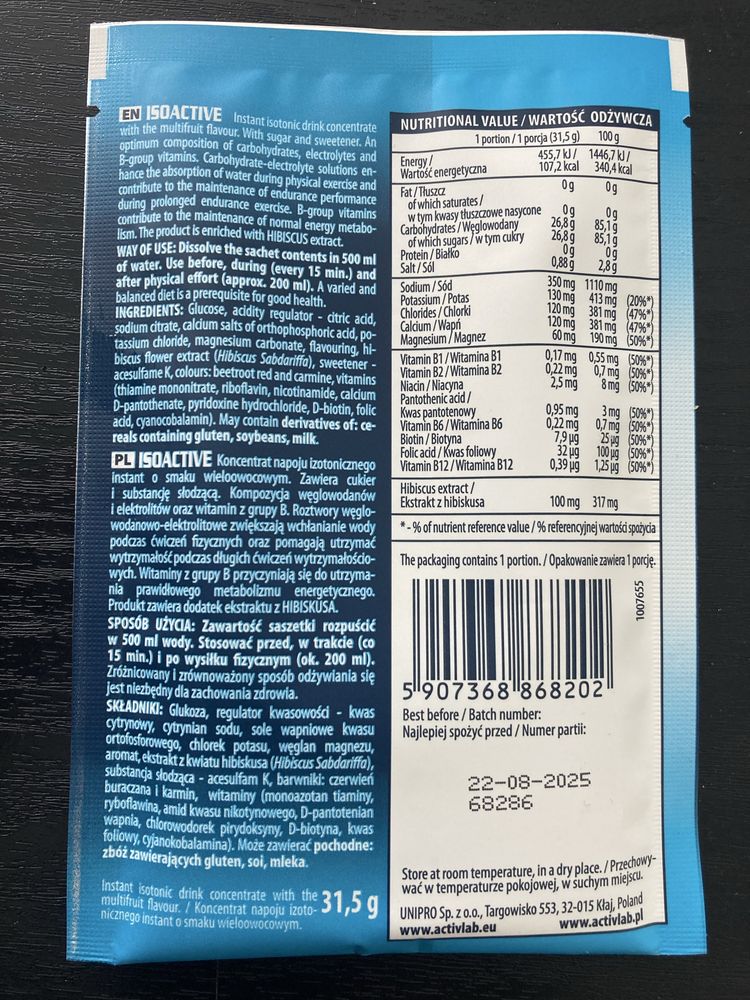 EN ISOACTIVE Instant isotonic drink concentrate
with the multifruit flavour. With sugar and sweetener. An
optimum composition of carbohydrates, electrolytes and
B-group vitamins. Carbohydrate-electrolyte solutions en-
hance the absorption of water during physical exercise and
contribute to the maintenance of endurance performance
during prolonged endurance exercise. B-group vitamins
contribute to the maintenance of normal energy metabo-
lism. The product is enriched with HIBISCUS extract.
WAY OF USE: Dissolve the sachet contents in 500 ml
of water. Use before, during (every 15 min.) and
after physical effort (approx. 200 ml). A varied and
balanced diet is a prerequisite for good health.
INGREDIENTS: Glucose, acidity regulator - citric acid,
sodium citrate, calcium salts of orthophosphoric acid, po-
tassium chloride, magnesium carbonate, flavouring, hi-
biscus flower extract (Hibiscus Sabdariffa), sweetener -
acesulfame K, colours: beetroot red and carmine, vitamins
(thiamine mononitrate, riboflavin, nicotinamide, calcium
D-pantothenate, pyridoxine hydrochloride, D-biotin, folic
acid, cyanocobalamin). May contain derivatives of: ce-
reals containing gluten, soybeans, milk.
PL ISOACTIVE Koncentrat napoju izotonicznego
instant o smaku wieloowocowym. Zawiera cukier
i substancję słodzącą. Kompozycja węglowodanów
i elektrolitów oraz witamin z grupy B. Roztwory węglo-
wodanowo-elektrolitowe zwiększają wchłanianie wody
podczas ćwiczeń fizycznych oraz pomagają utrzymać
wytrzymałość podczas długich ćwiczeń wytrzymałościo-
wych. Witaminy z grupy B przyczyniają się do utrzyma-
nia prawidłowego metabolizmu energetycznego.
Produkt zawiera dodatek ekstraktu z HIBISKUSA.
SPOSÓB UŻYCIA: Zawartość saszetki rozpuścić
w 500 ml wody. Stosować przed, w trakcie (co
15 min.) i po wysiłku fizycznym (ok. 200 ml).
Zróżnicowany i zrównoważony sposób odżywiania się
jest niezbędny dla zachowania zdrowia.
SKŁADNIKI: Glukoza, regulator kwasowości - kwas
cytrynowy, cytrynian sodu, sole wapniowe kwasu
ortofosforowego, chlorek potasu, węglan magnezu,
aromat, ekstrakt z kwiatu hibiskusa (Hibiscus Sabdariffa),
substancja słodząca - acesulfam K, barwniki: czerwień
buraczana i karmin, witaminy (monoazotan tiaminy,
ryboflawina, amid kwasu nikotynowego, D-pantotenian
wapnia, chlorowodorek pirydoksyny, D-biotyna, kwas
foliowy, cyjanokobalamina). Może zawierać pochodne:
zbóż zawierających gluten, soi, mleka.
Instant isotonic drink concentrate with the
multifruit flavour. / Koncentrat napoju izoto-
nicznego instant o smaku wieloowocowym.
31,5 g
NUTRITIONAL VALUE / WARTOŚĆ ODŻYWCZA
1 portion / 1 porcja (31,5 g) 100 g
Energy / 455,7 kJ / 1446,7 kJ /
Wartość energetyczna 107,2 kcal 340,4 kcal
Fat / Tłuszcz 0 g 0 g
of which saturates /
w tym kwasy tłuszczowe nasycone 0 g 0 g
Carbohydrates / Węglowodany 26,8 g 85,1 g
of which sugars / w tym cukry 26,8 g 85,1 g
Protein / Białko 0 g 0 g
Salt / Sól 0,88 g 2,8 g
Sodium / Sód 350 mg 1110 mg
Potassium / Potas 130 mg 413 mg (20%*)
Chlorides / Chlorki 120 mg 381 mg (47%*)
Calcium / Wapń 120 mg 381 mg (47%*)
Magnesium / Magnez 60 mg 190 mg (50%*)
Vitamin B1 / Witamina B1 0,17 mg 0,55 mg (50%*)
Vitamin B2 / Witamina B2 0,22 mg 0,7 mg (50%*)
Niacin / Niacyna 2,5 mg 8 mg (50%*)
Pantothenic acid /
Kwas pantotenowy 0,95 mg 3 mg (50%*)
Vitamin B6 / Witamina B6 0,22 mg 0,7 mg (50%*)
Biotin / Biotyna 7,9 µg 25 µg (50%*)
Folic acid / Kwas foliowy 32 µg 100 µg (50%*)
Vitamin B12 / Witamina B12 0,39 µg 1,25 µg (50%*)
Hibiscus extract /
Ekstrakt z hibiskusa 100 mg 317 mg
* - % of nutrient reference value / % referencyjnej wartości spożycia
The packaging contains 1 portion. / Opakowanie zawiera 1 porcję.
1007655
5 907368 868202
Best before / Batch number:
Najlepiej spożyć przed / Numer partii:
22-08-2025
68286
Store at room temperature, in a dry place. / Przechowy-
wać w temperaturze pokojowej, w suchym miejscu.
UNIPRO Sp. z o.o., Targowisko 553, 32-015 Kłaj, Poland
www.activlab.eu www.activlab.pl